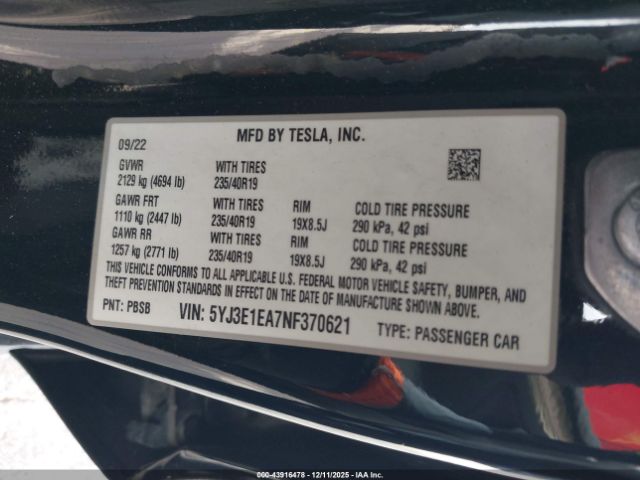 MFD BY TESLA, INC.
09/22
GVWR WITH TIRES
2129 kg (4694 lb) 235/40R19
GAWR FRT WITH TIRES RIM COLD TIRE PRESSURE
1110 kg (2447 lb) 235/40R19 19X8.5J 290 kPa, 42 psi
GAWR RR WITH TIRES RIM COLD TIRE PRESSURE
1257 kg (2771 lb) 235/40R19 19X8.5J 290 kPa, 42 psi
THIS VEHICLE CONFORMS TO ALL APPLICABLE U.S. FEDERAL MOTOR VEHICLE SAFETY, BUMPER, AND
THEFT PREVENTION STANDARDS IN EFFECT ON THE DATE OF MANUFACTURE SHOWN ABOVE.
PNT: PBSB VIN: 5YJ3E1EA7NF370621 TYPE: PASSENGER CAR
000-43916478 - 12/11/2025 - IAA Inc.